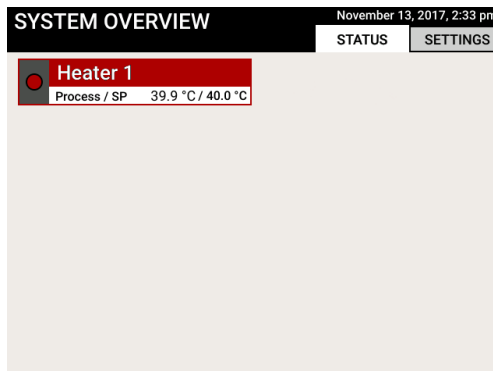 SYSTEM OVERVIEW
November 13, 2017, 2:33 pm
STATUS SETTINGS
Heater 1
Process / SP 39.9 °C / 40.0 °C